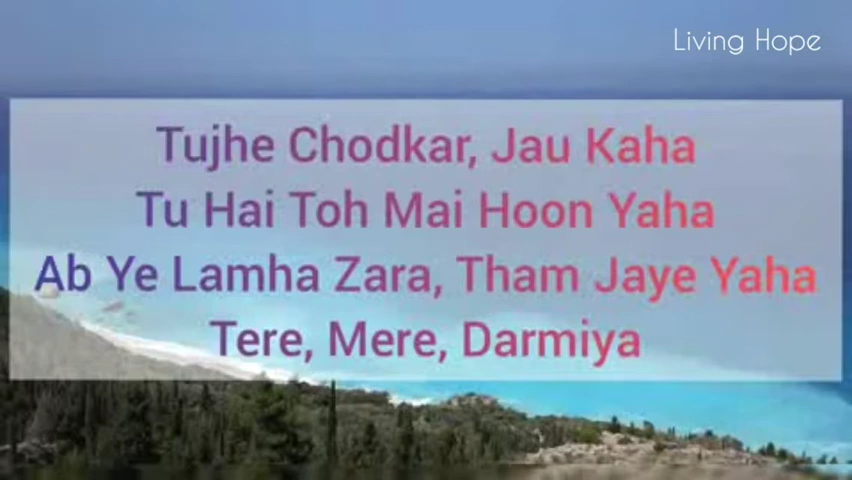 Living Hope
Tujhe Chodkar, Jau Kaha
Tu Hai Toh Mai Hoon Yaha
Ab Ye Lamha Zara, Tham Jaye Yaha
Tere, Mere, Darmiya